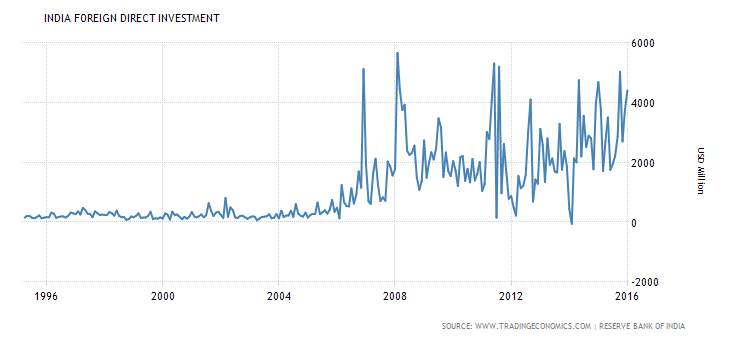 INDIA FOREIGN DIRECT INVESTMENT
6000
4000
2000
0
-2000
USD Million
1996 2000 2004 2008 2012 2016
SOURCE: WWW.TRADINGECONOMICS.COM | RESERVE BANK OF INDIA